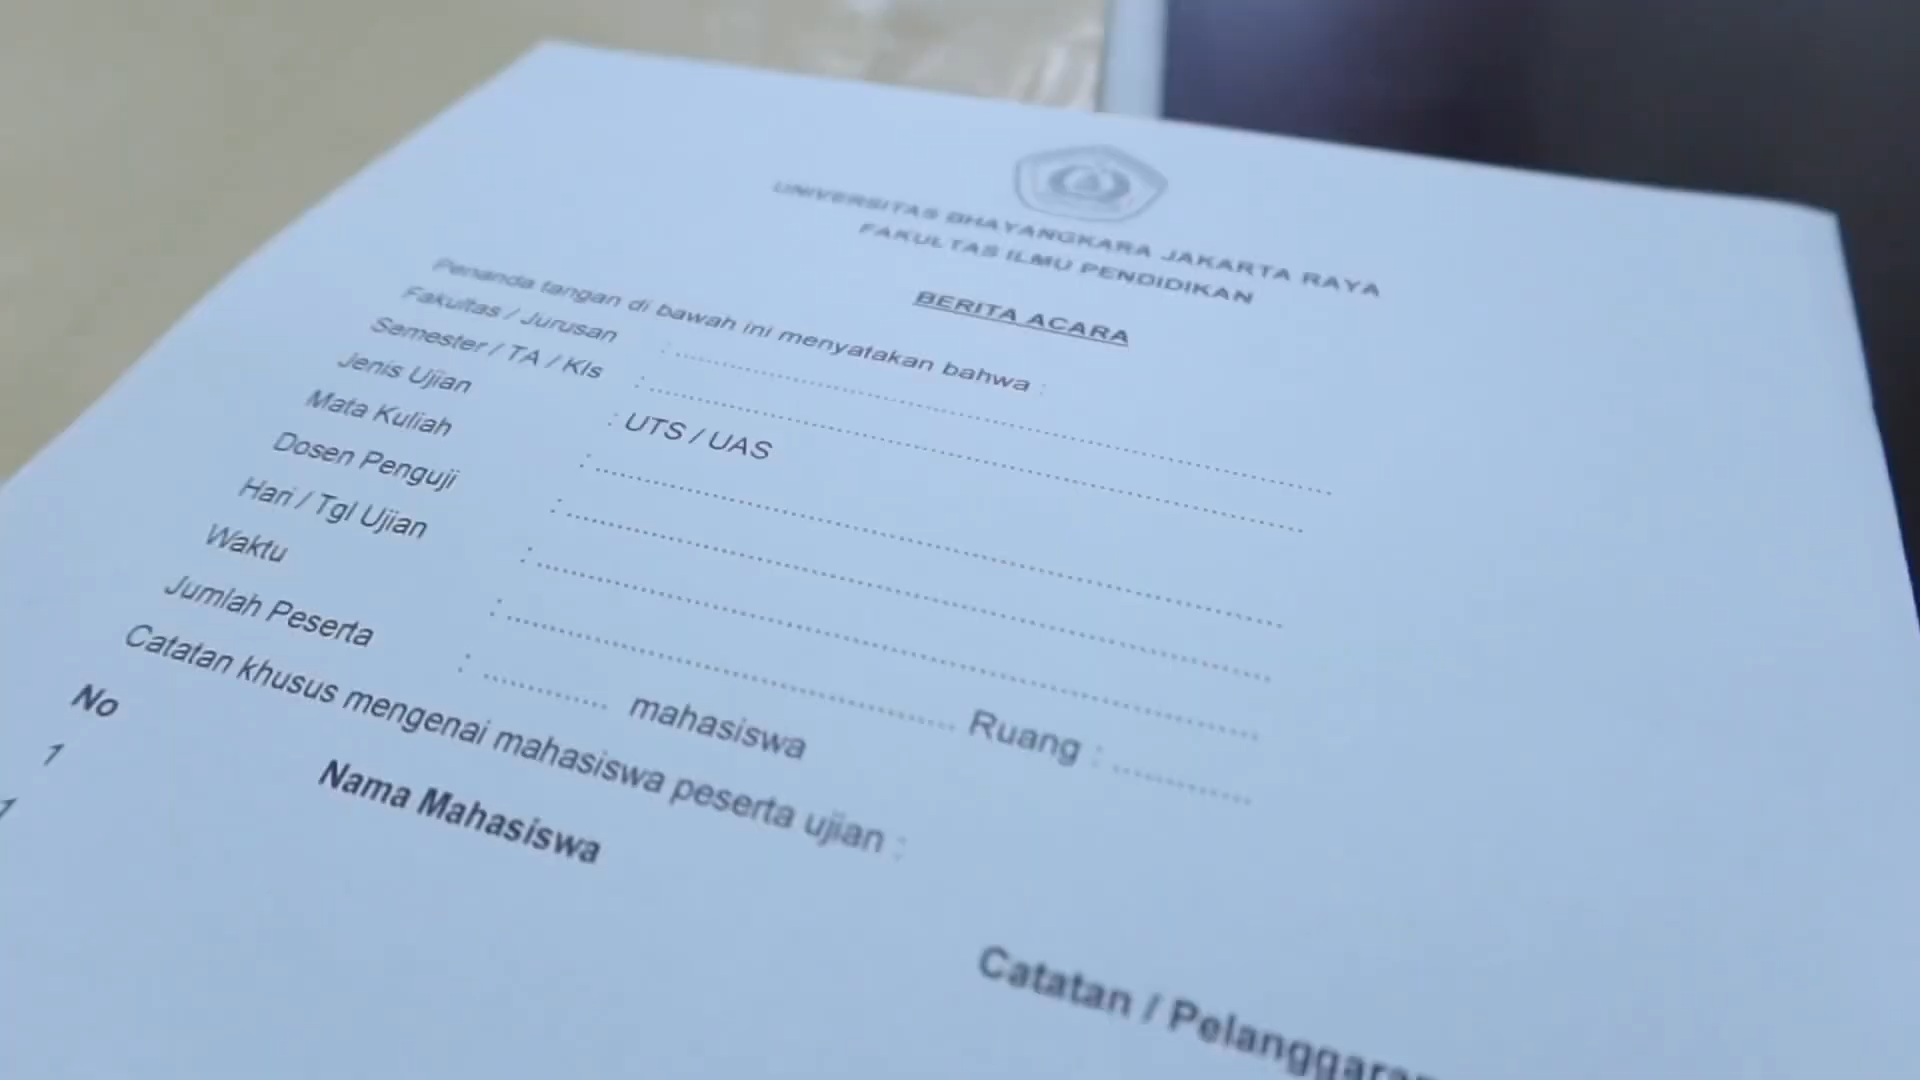 UNIVERSITAS BHAYANGKARA JAKARTA RAYA
FAKULTAS ILMU PENDIDIKAN
BERITA ACARA
Penanda tangan di bawah ini menyatakan bahwa :
Fakultas / Jurusan : ..........
Semester / TA / Kls : ..........
Jenis Ujian : UTS / UAS
Mata Kuliah : ..........
Dosen Penguji : ..........
Hari / Tgl Ujian : ..........
Waktu : .......... Ruang : ..........
Jumlah Peserta : .......... mahasiswa
Catatan khusus mengenai mahasiswa peserta ujian :
No Nama Mahasiswa Catatan / Pelanggaran
1
1